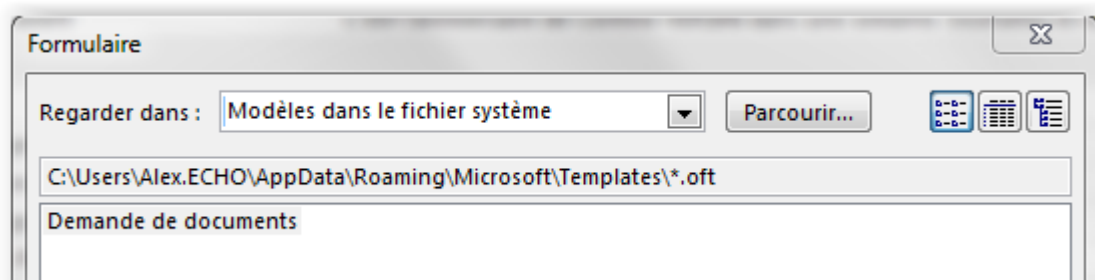 Formulaire
Regarder dans : Modèles dans le fichier système Parcourir...
C:\Users\Alex.ECHO\AppData\Roaming\Microsoft\Templates\*.oft
Demande de documents